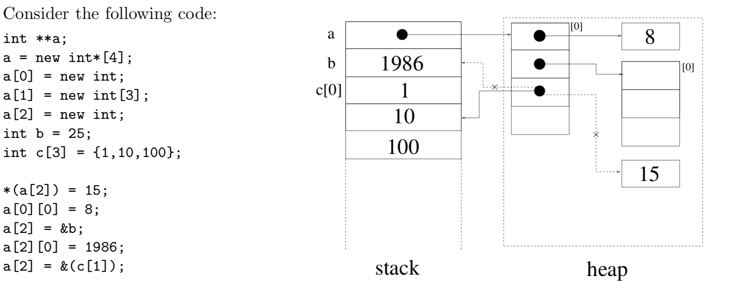 Consider the following code:
int **a;
a = new int*[4];
a[0] = new int;
a[1] = new int[3];
a[2] = new int;
int b = 25;
int c[3] = {1,10,100};
*(a[2]) = 15;
a[0][0] = 8;
a[2] = &b;
a[2][0] = 1986;
a[2] = &(c[1]);
a
[0]
8
b
1986
[0]
c[0]
1
10
100
15
stack
heap